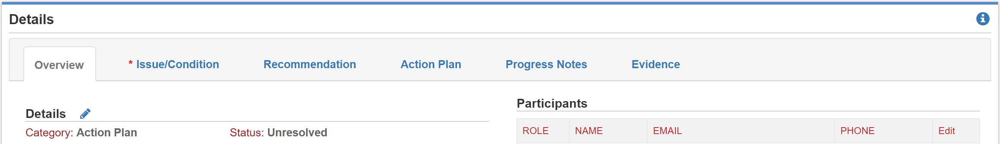 Details
Overview * Issue/Condition Recommendation Action Plan Progress Notes Evidence
Details
Category: Action Plan Status: Unresolved
Participants
ROLE NAME EMAIL PHONE Edit